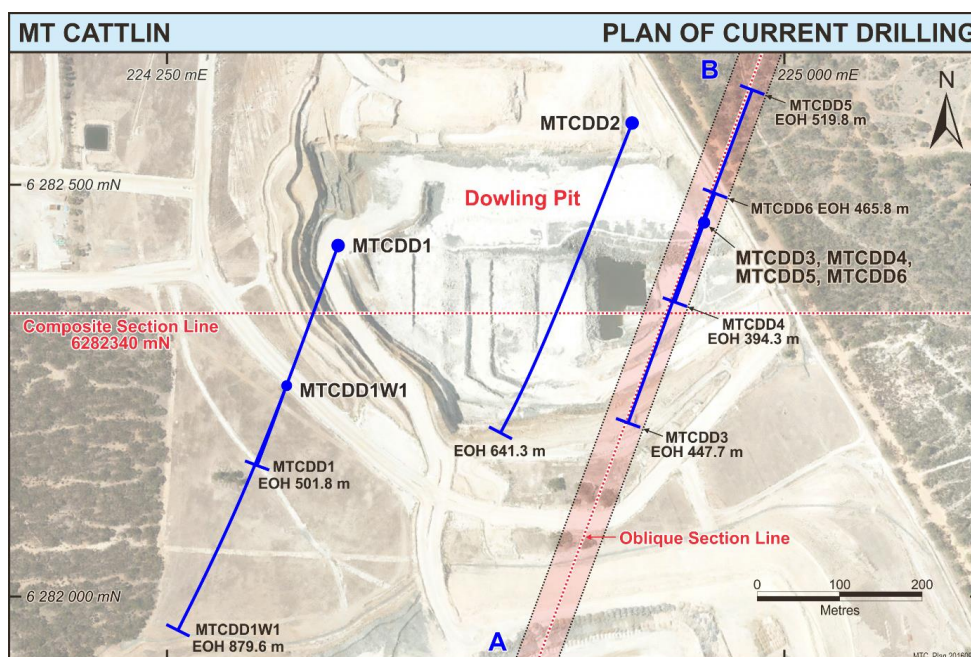 MT CATTLIN
PLAN OF CURRENT DRILLING
224 250 mE
B
225 000 mE
N
MTCDD5
EOH 519.8 m
MTCDD2
6 282 500 mN
Dowling Pit
MTCDD6 EOH 465.8 m
MTCDD1
MTCDD3, MTCDD4,
MTCDD5, MTCDD6
Composite Section Line
6282340 mN
MTCDD4
EOH 394.3 m
MTCDD1W1
MTCDD3
EOH 447.7 m
EOH 641.3 m
MTCDD1
EOH 501.8 m
Oblique Section Line
0 100 200
Metres
6 282 000 mN
MTCDD1W1
EOH 879.6 m
A
MTC_Plan 201609